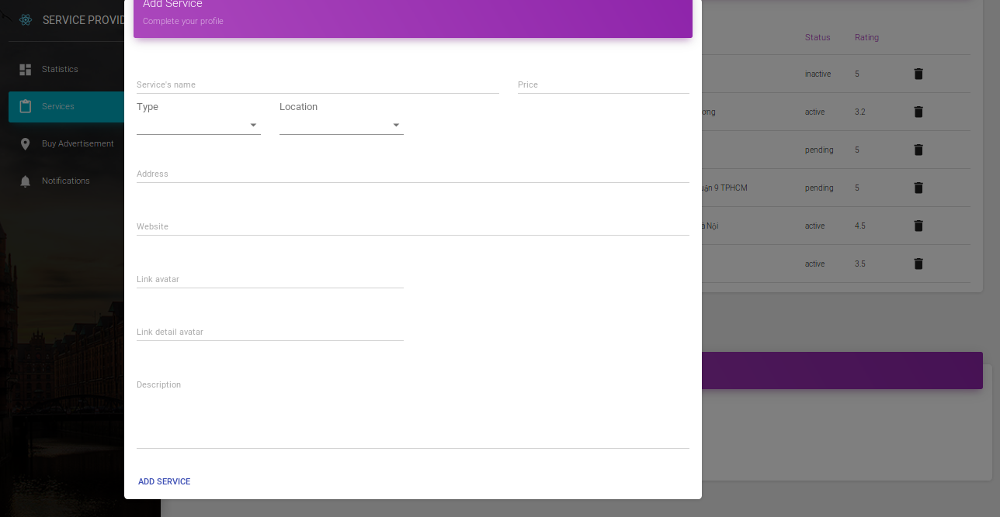 SERVICE PROVID
Statistics
Services
Buy Advertisement
Notifications
Add Service
Complete your profile
Service's name
Price
Type
Location
Address
Website
Link avatar
Link detail avatar
Description
ADD SERVICE
Status Rating
inactive 5
ơng active 3.2
pending 5
uận 9 TPHCM pending 5
à Nội active 4.5
active 3.5